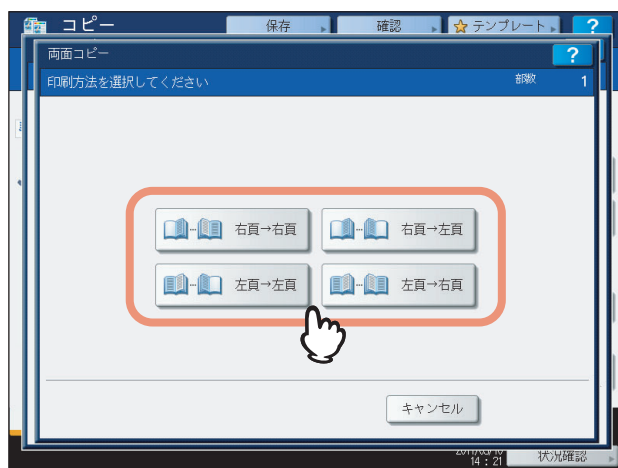 コピー
保存
確認
テンプレート
?
両面コピー
?
印刷方法を選択してください
部数 1
右頁→右頁
右頁→左頁
左頁→左頁
左頁→右頁
キャンセル
14 : 21
状況確認